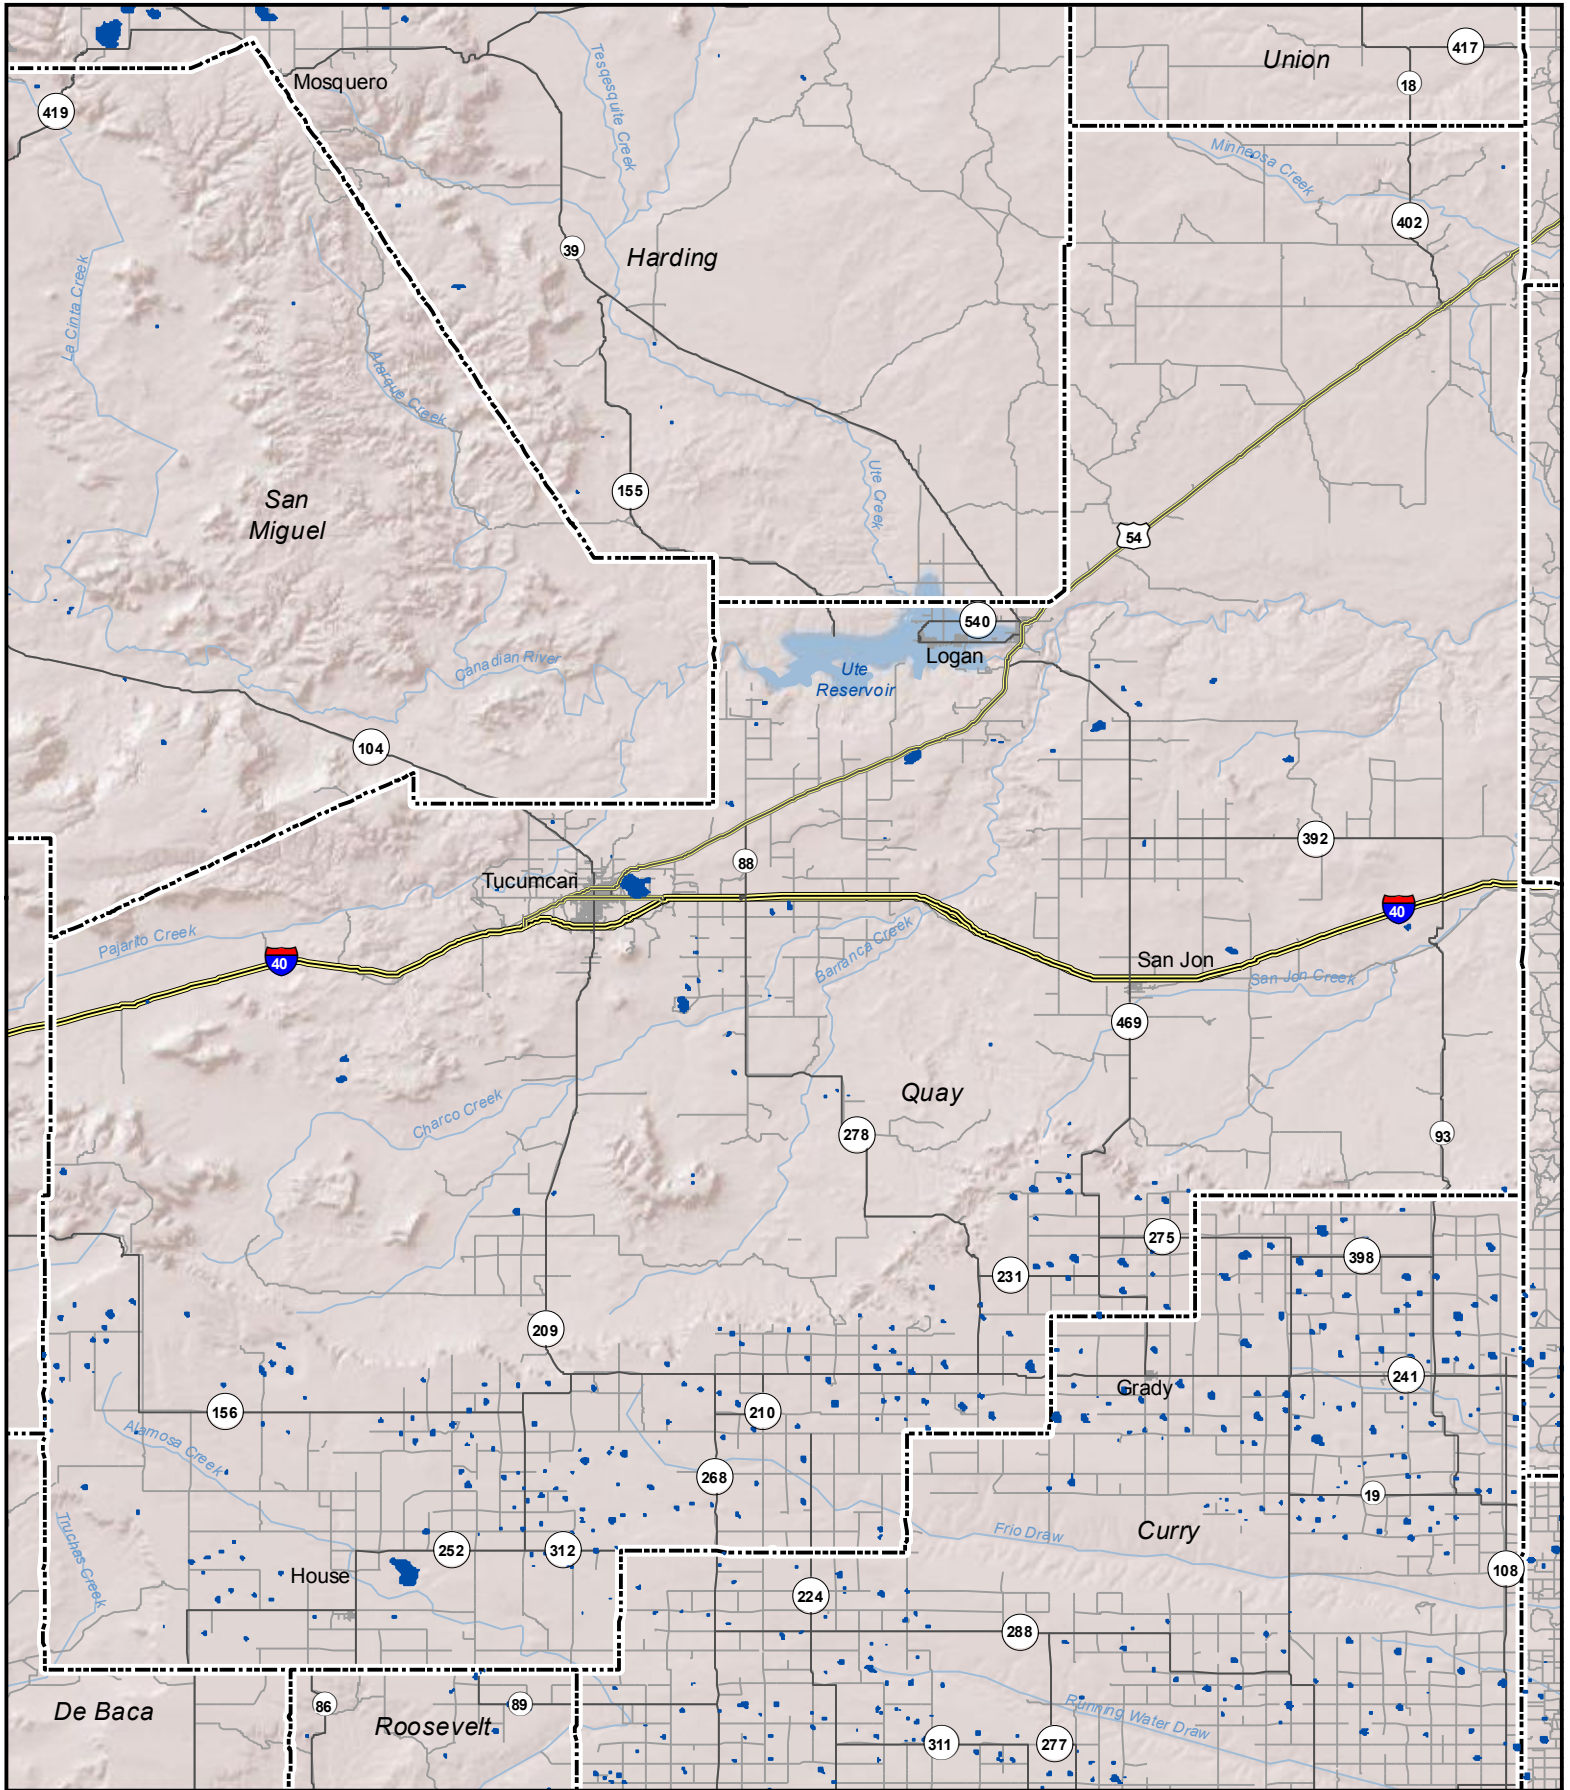 Union
417
18
Mosquero
419
Tesqesquite Creek
Minneosa Creek
402
39
Harding
La Cinta Creek
Atarque Creek
San
Miguel
155
Ute Creek
54
540
Logan
Canadian River
Ute
Reservoir
104
392
88
Tucumcari
40
Pajarito Creek
40
Barranca Creek
San Jon
San Jon Creek
469
Quay
Charco Creek
278
93
275
398
231
209
241
Grady
156
210
Alamosa Creek
268
19
Truchas Creek
Frio Draw
Curry
252
312
House
108
224
288
De Baca
86
Roosevelt
89
Running Water Draw
311
277